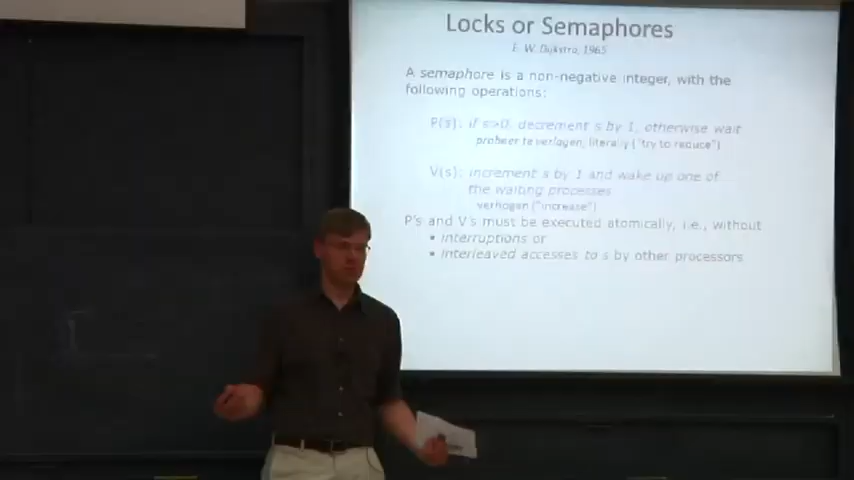 Locks or Semaphores
E. W. Dijkstra, 1965
A semaphore is a non-negative integer, with the
following operations:
P(s): if s>0, decrement s by 1, otherwise wait
probeer te verlagen, literally ("try to reduce")
V(s): increment s by 1 and wake up one of
the waiting processes
verhogen ("increase")
P's and V's must be executed atomically, i.e., without
• interruptions or
• interleaved accesses to s by other processors